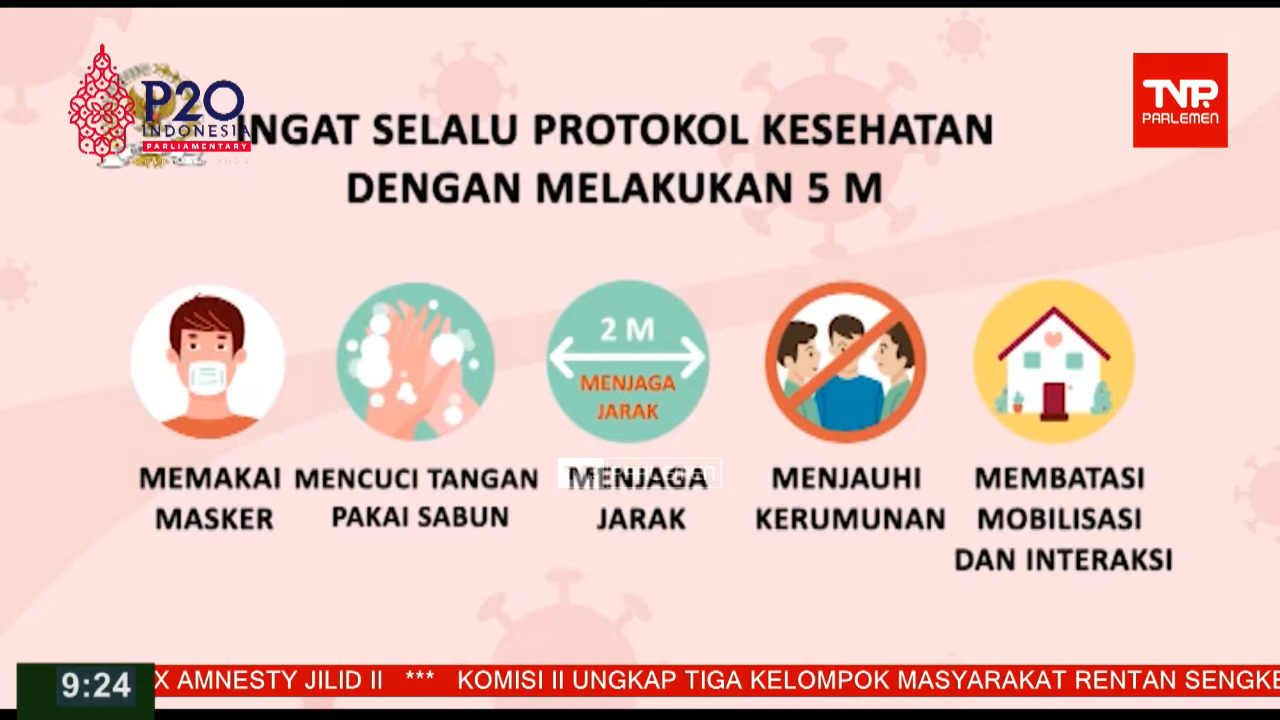 P20
INDONESIA
PARLIAMENTARY
TVP.
PARLEMEN
INGAT SELALU PROTOKOL KESEHATAN
DENGAN MELAKUKAN 5 M
2 M
MENJAGA
JARAK
MEMAKAI
MASKER
MENCUCI TANGAN
PAKAI SABUN
MENJAGA
JARAK
MENJAUHI
KERUMUNAN
MEMBATASI
MOBILISASI
DAN INTERAKSI
9:24
X AMNESTY JILID II *** KOMISI II UNGKAP TIGA KELOMPOK MASYARAKAT RENTAN SENGKE